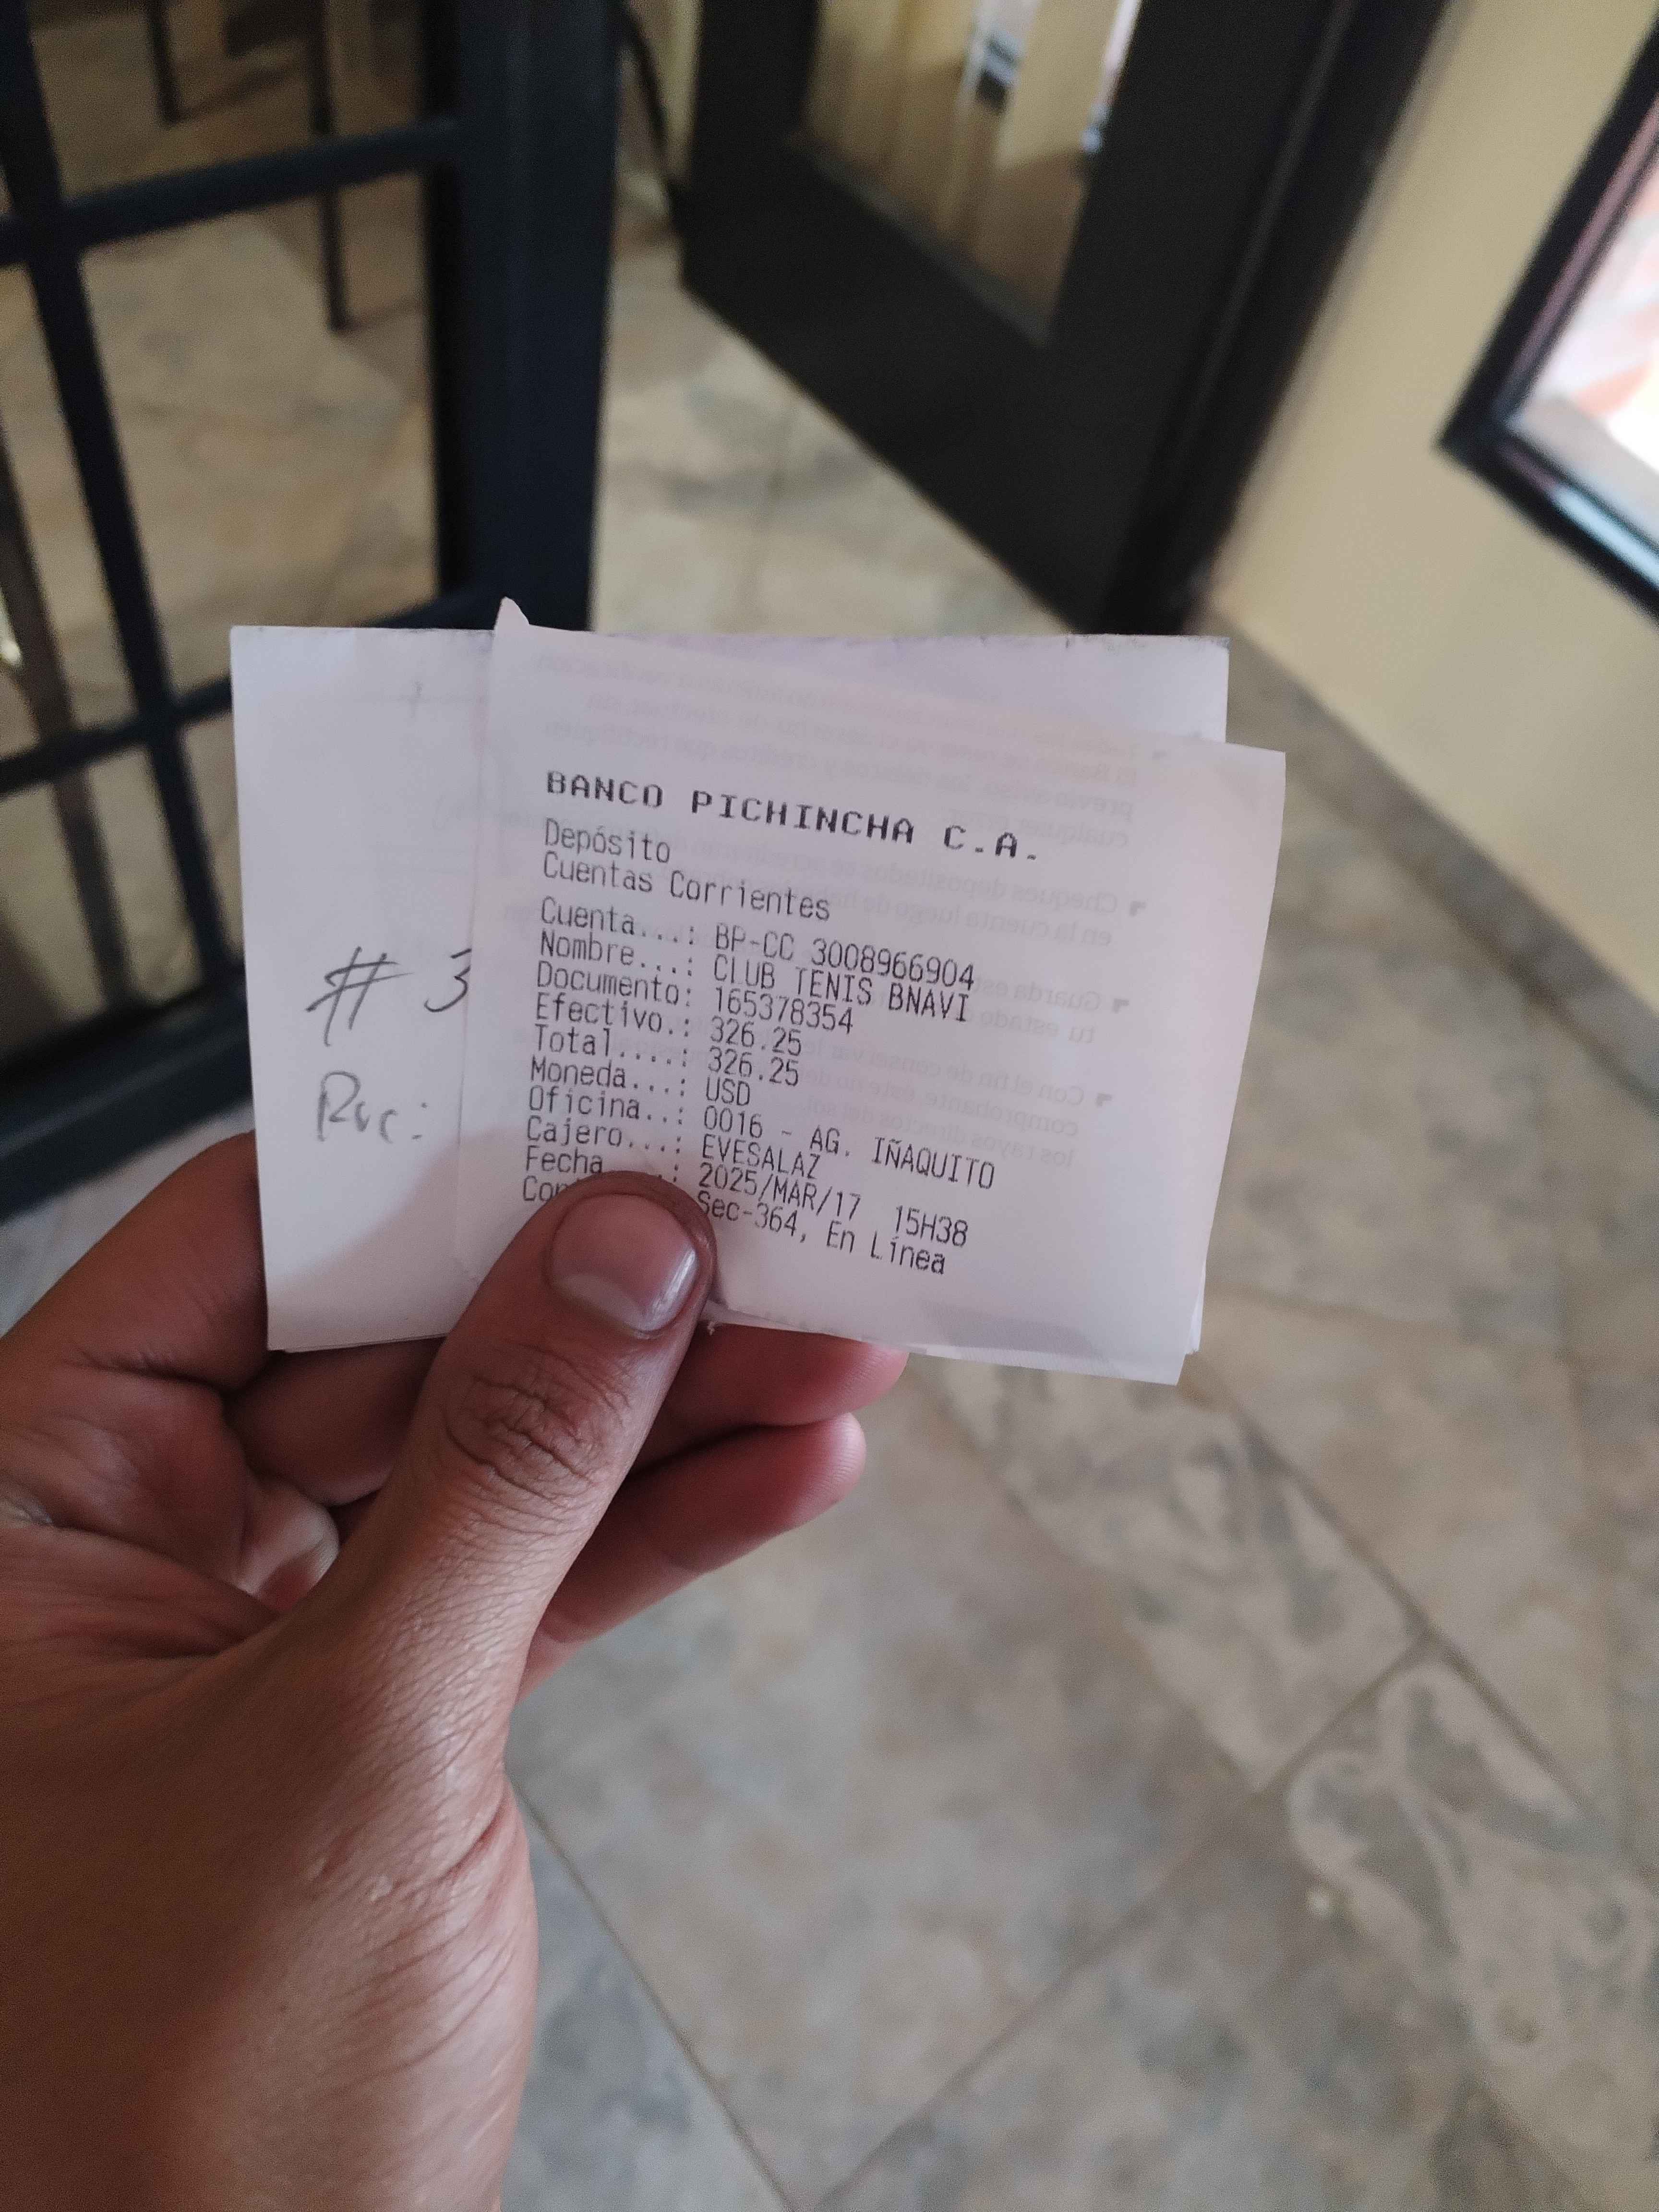 BANCO PICHINCHA C.A.
Depósito
Cuentas Corrientes
Cuenta...: BP-CC 3008966904
Nombre...: CLUB TENIS BNAVI
Documento: 165378354
Efectivo.: 326.25
Total....: 326.25
Moneda...: USD
Oficina..: 0016 - AG. IÑAQUITO
Cajero...: EVESALAZ
Fecha : 2025/MAR/17 15H38
Sec-364, En Línea
# 3
Ruc: